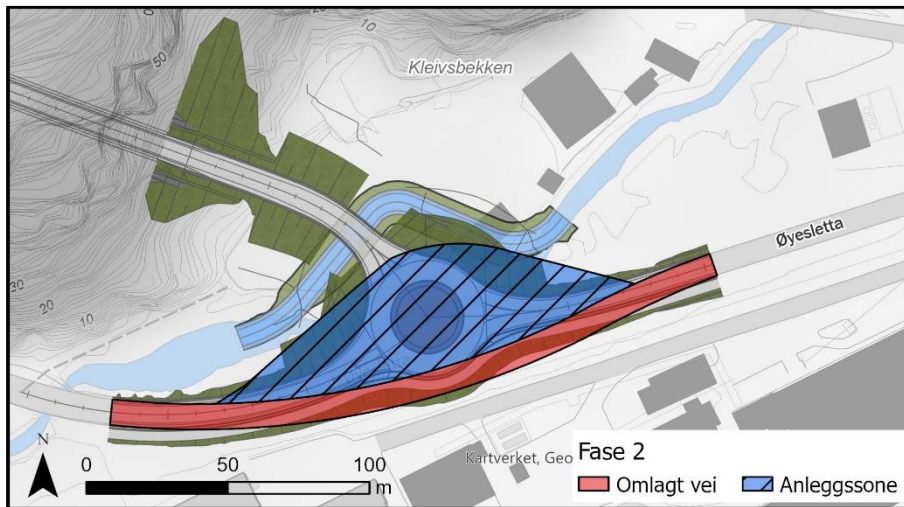 50
10
Kleivsbekken
Øyesletta
30
20
10
N
0 50 100
m
Kartverket, Geo
Fase 2
Omlagt vei Anleggssone